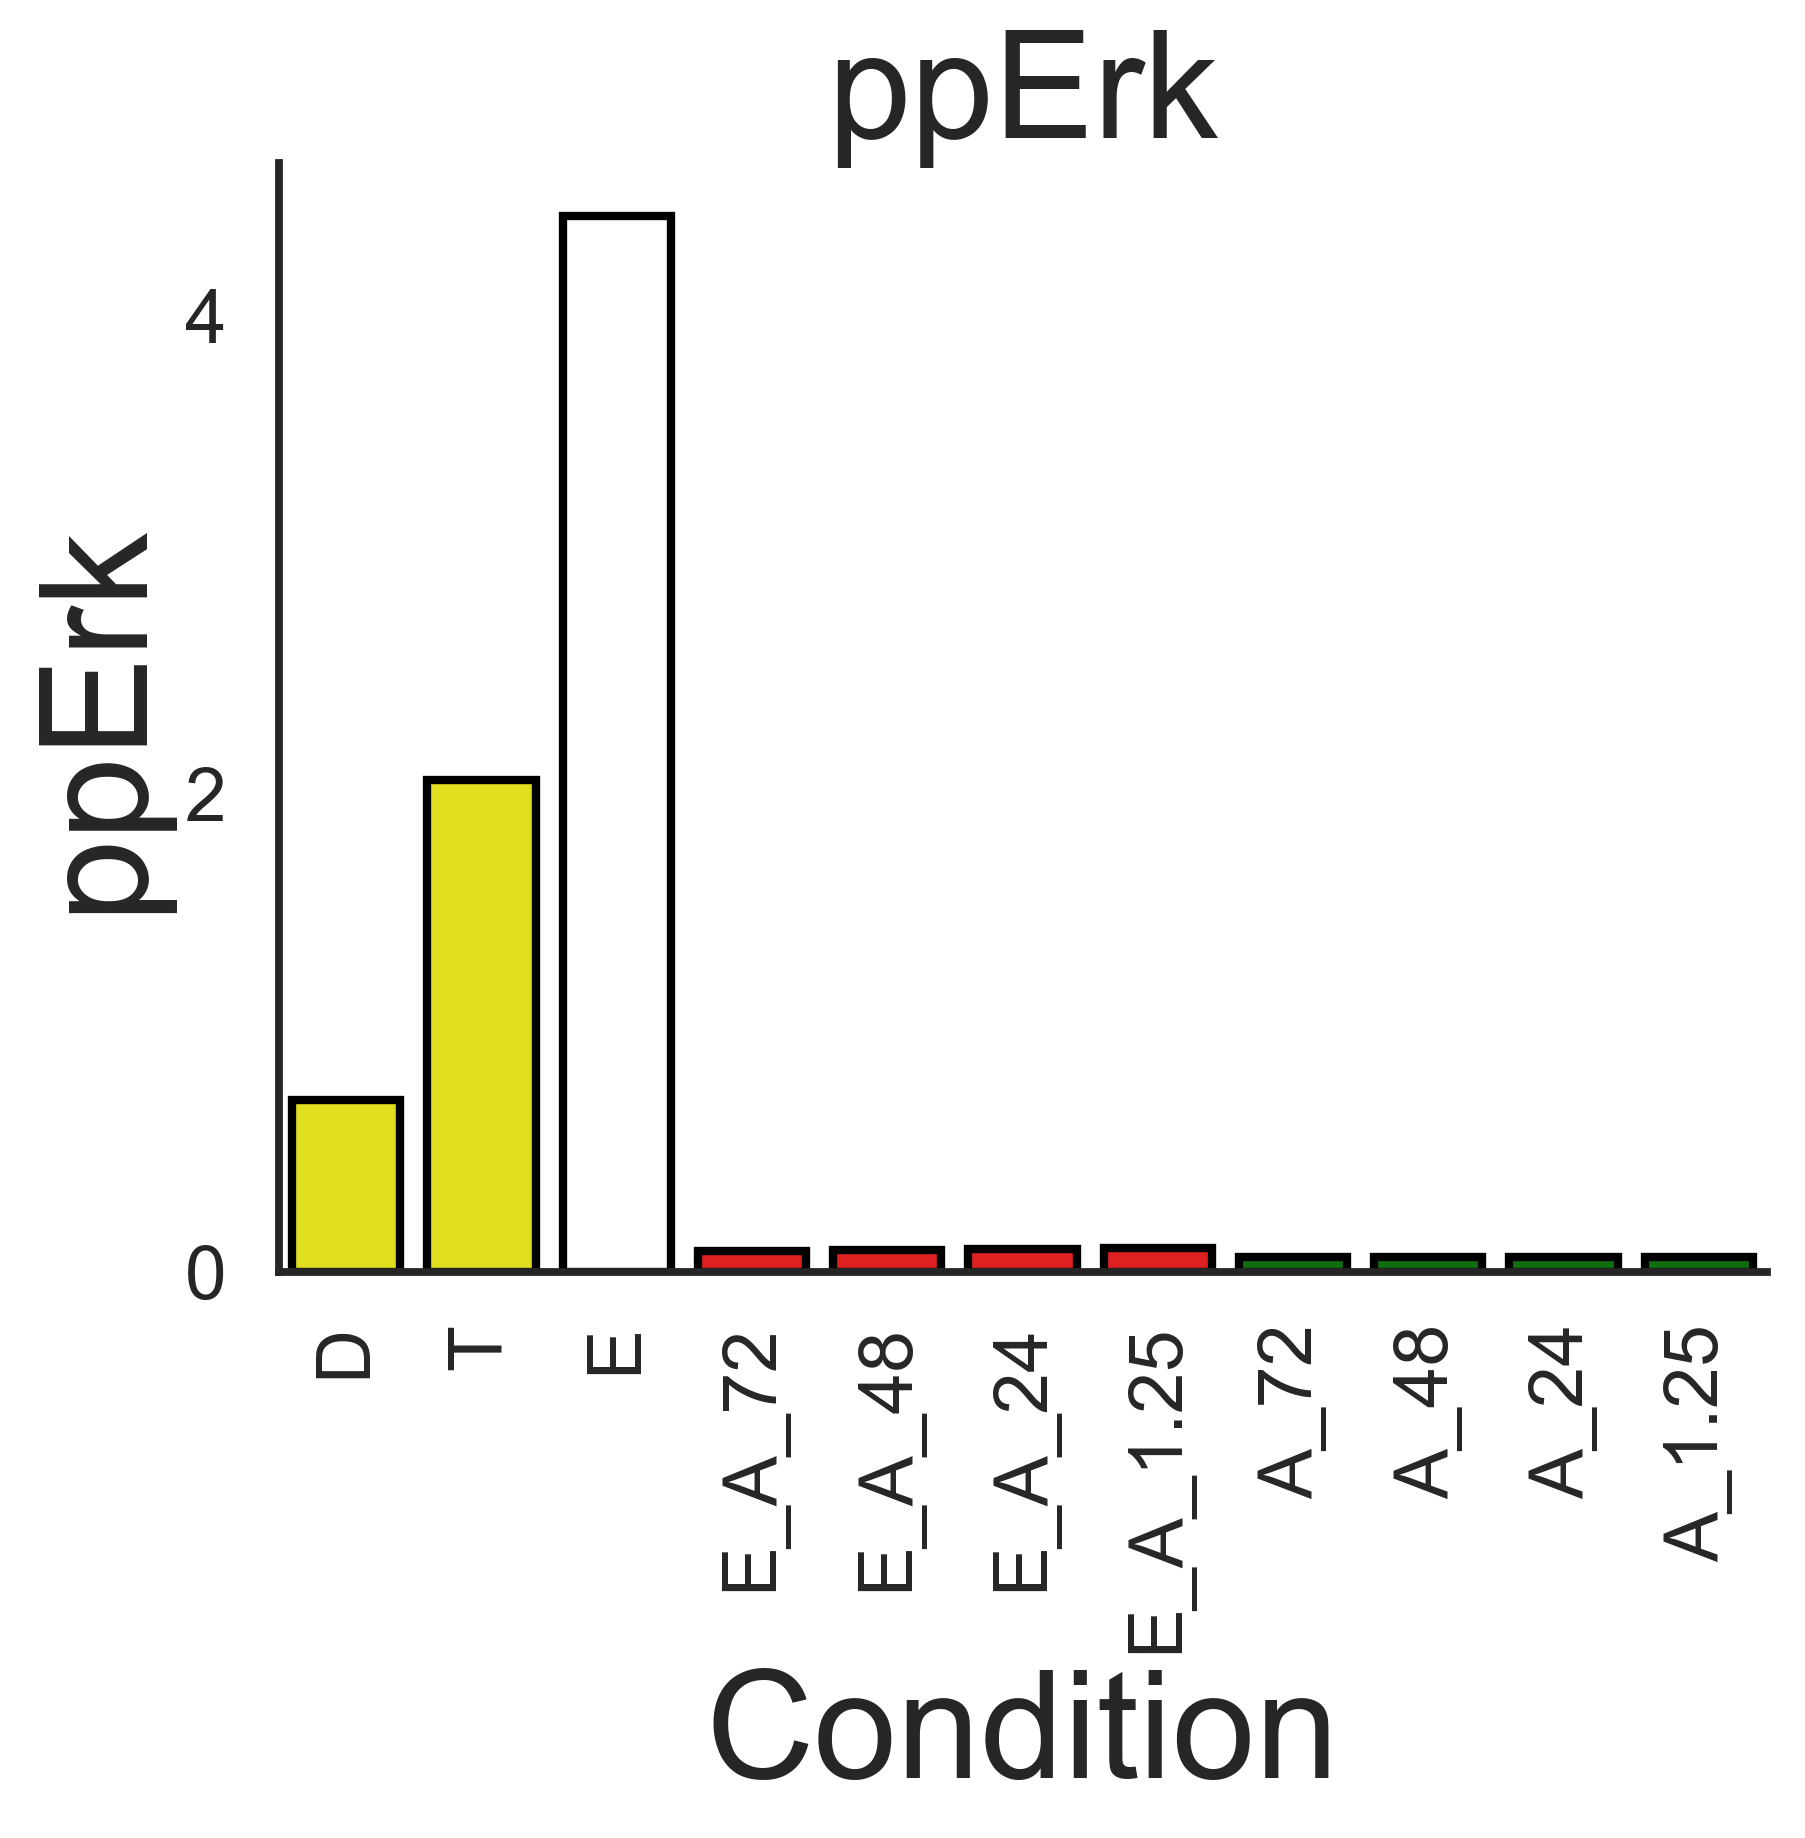 ppErk
ppErk
4
2
0
D
T
E
E_A_72
E_A_48
E_A_24
E_A_1.25
A_72
A_48
A_24
A_1.25
Condition